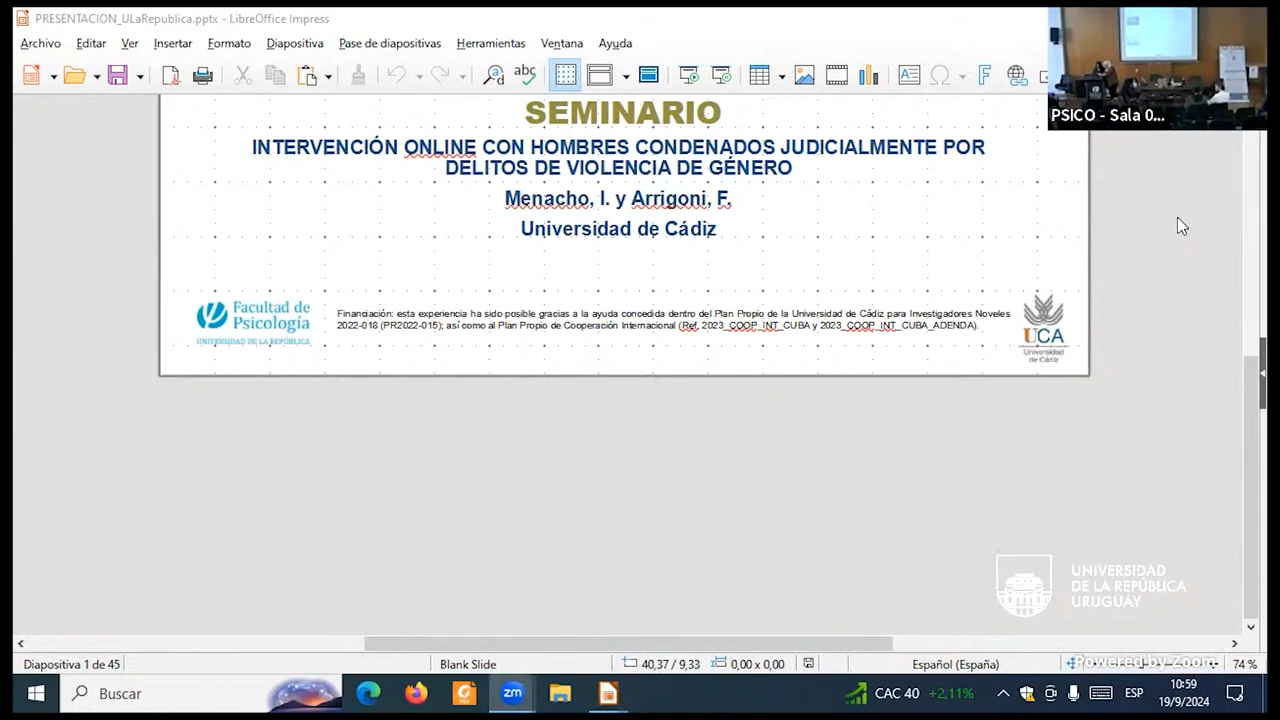 PRESENTACION_ULaRepublica.pptx - LibreOffice Impress
Archivo Editar Ver Insertar Formato Diapositiva Pase de diapositivas Herramientas Ventana Ayuda
abc
PSICO - Sala 0...
SEMINARIO
INTERVENCIÓN ONLINE CON HOMBRES CONDENADOS JUDICIALMENTE POR
DELITOS DE VIOLENCIA DE GÉNERO
Menacho, I. y Arrigoni, F.
Universidad de Cádiz
Facultad de
Psicología
UNIVERSIDAD DE LA REPÚBLICA
Financiación: esta experiencia ha sido posible gracias a la ayuda concedida dentro del Plan Propio de la Universidad de Cádiz para Investigadores Noveles
2022-018 (PR2022-015); así como al Plan Propio de Cooperación Internacional (Ref. 2023_COOP_INT_CUBA y 2023_COOP_INT_CUBA_ADENDA).
UCA
Universidad
de Cádiz
UNIVERSIDAD
DE LA REPÚBLICA
URUGUAY
Diapositiva 1 de 45
Blank Slide
40,37 / 9,33
0,00 x 0,00
Español (España)
Powered by Zoom
74 %
Buscar
zm
CAC 40 +2,11%
ESP
10:59
19/9/2024